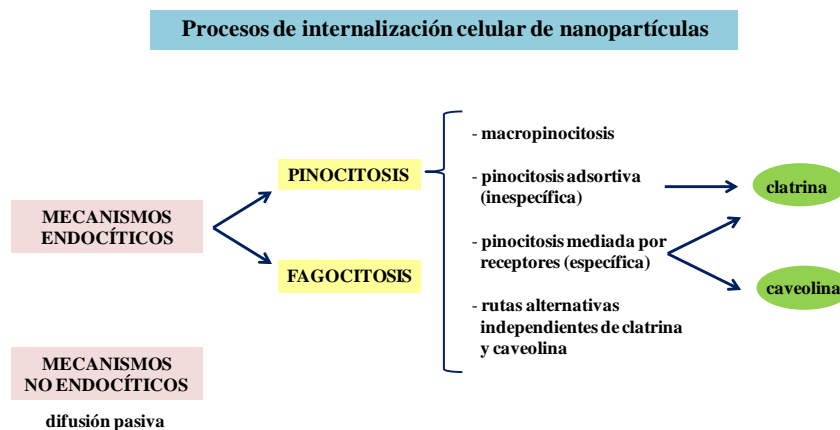 Procesos de internalización celular de nanopartículas
- macropinocitosis
PINOCITOSIS
- pinocitosis adsortiva
(inespecífica)
clatrina
MECANISMOS
ENDOCÍTICOS
- pinocitosis mediada por
receptores (específica)
FAGOCITOSIS
caveolina
- rutas alternativas
independientes de clatrina
y caveolina
MECANISMOS
NO ENDOCÍTICOS
difusión pasiva